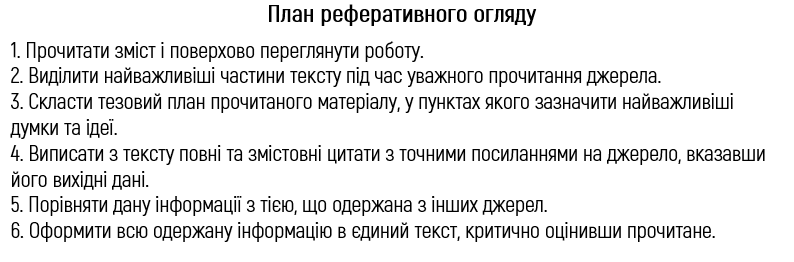 План реферативного огляду
1. Прочитати зміст і поверхово переглянути роботу.
2. Виділити найважливіші частини тексту під час уважного прочитання джерела.
3. Скласти тезовий план прочитаного матеріалу, у пунктах якого зазначити найважливіші
думки та ідеї.
4. Виписати з тексту повні та змістовні цитати з точними посиланнями на джерело, вказавши
його вихідні дані.
5. Порівняти дану інформації з тією, що одержана з інших джерел.
6. Оформити всю одержану інформацію в єдиний текст, критично оцінивши прочитане.